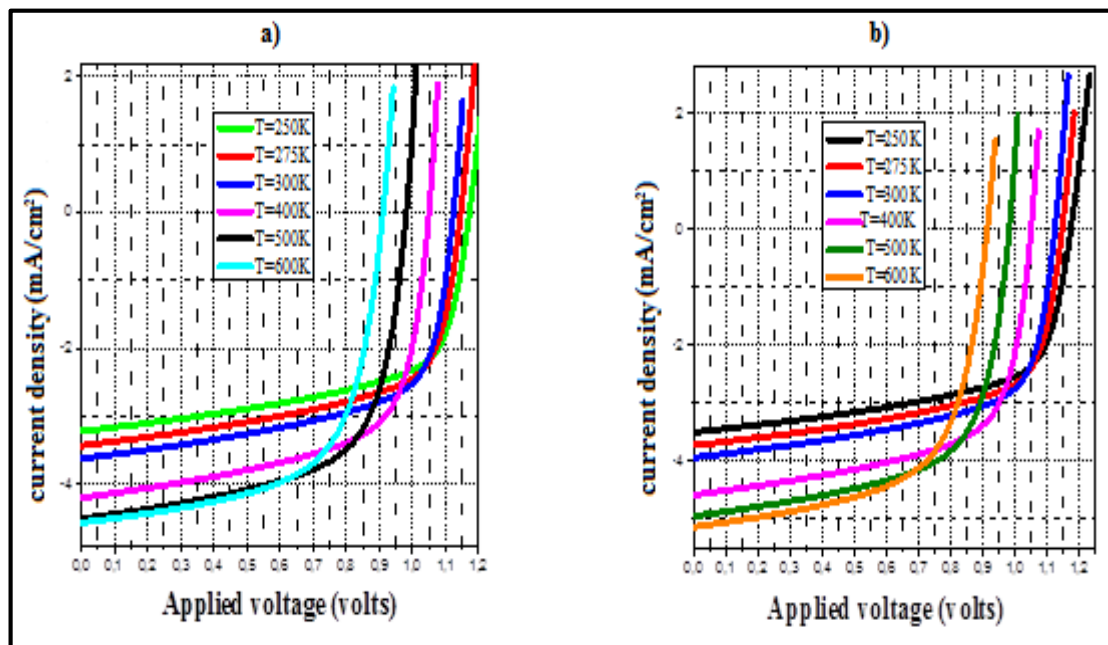 a)
2
0
-2
-4
current density (mA/cm²)
T=250K
T=275K
T=300K
T=400K
T=500K
T=600K
0,0 0,1 0,2 0,3 0,4 0,5 0,6 0,7 0,8 0,9 1,0 1,1 1,2
Applied voltage (volts)
b)
2
0
-2
-4
current density (mA/cm²)
T=250K
T=275K
T=300K
T=400K
T=500K
T=600K
0,0 0,1 0,2 0,3 0,4 0,5 0,6 0,7 0,8 0,9 1,0 1,1 1,2
Applied voltage (volts)